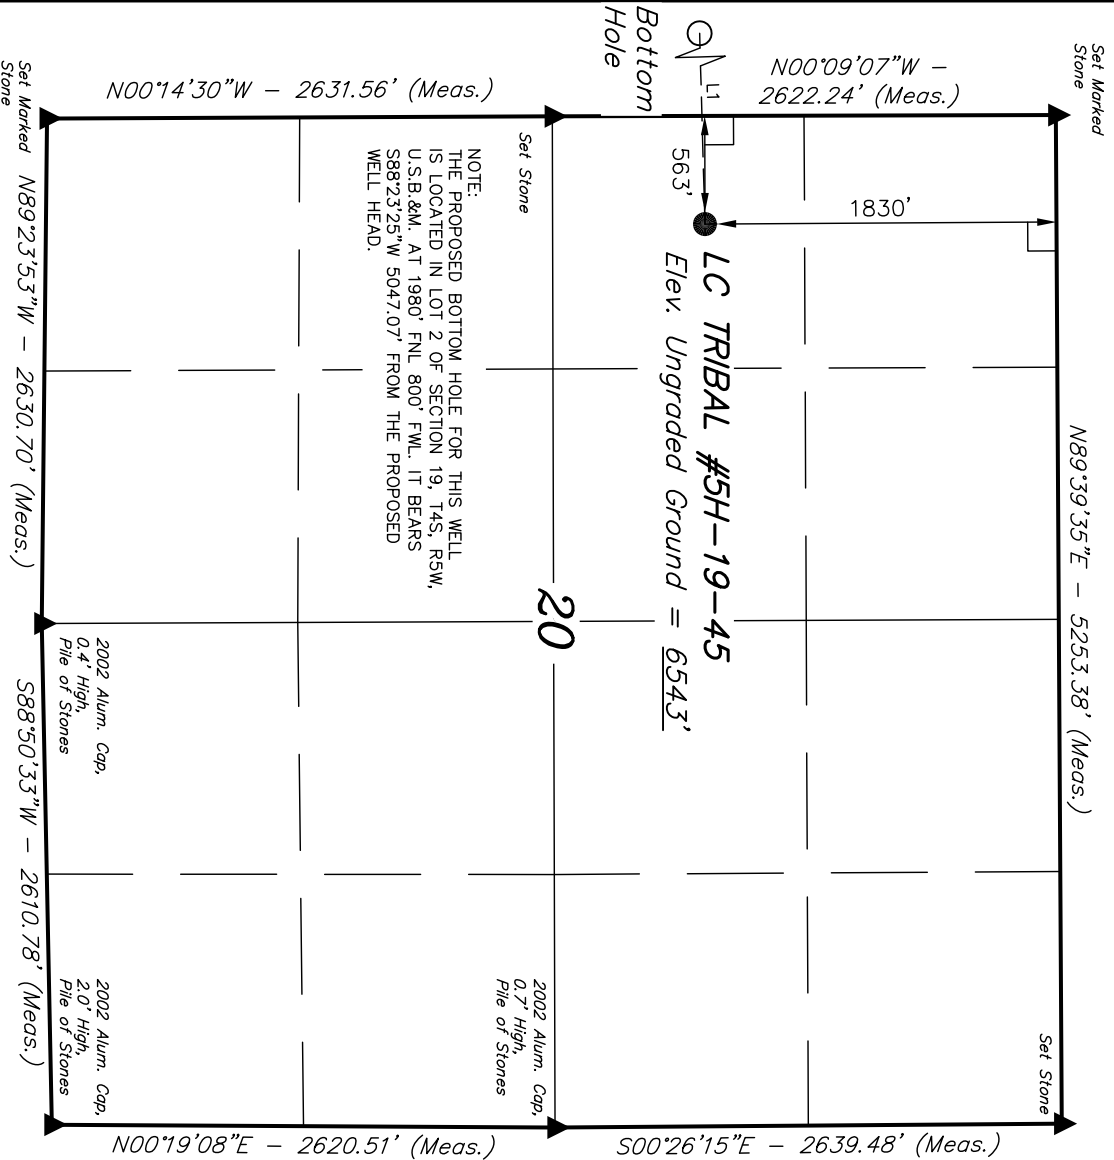 Set Marked
Stone
N89°39'35"E - 5253.38' (Meas.)
Set Stone
N00°09'07"W -
2622.24' (Meas.)
1830'
L1
563'
Bottom
Hole
LC TRIBAL #5H-19-45
Elev. Ungraded Ground = 6543'
S00°26'15"E - 2639.48' (Meas.)
Set Stone
20
2002 Alum. Cap,
0.7' High,
Pile of Stones
NOTE:
THE PROPOSED BOTTOM HOLE FOR THIS WELL
IS LOCATED IN LOT 2 OF SECTION 19, T4S, R5W,
U.S.B.&M. AT 1980' FNL 800' FWL. IT BEARS
S88°23'25"W 5047.07' FROM THE PROPOSED
WELL HEAD.
N00°14'30"W - 2631.56' (Meas.)
N00°19'08"E - 2620.51' (Meas.)
2002 Alum. Cap,
0.4' High,
Pile of Stones
2002 Alum. Cap,
2.0' High,
Pile of Stones
Set Marked
Stone
N89°23'53"W - 2630.70' (Meas.)
S88°50'33"W - 2610.78' (Meas.)